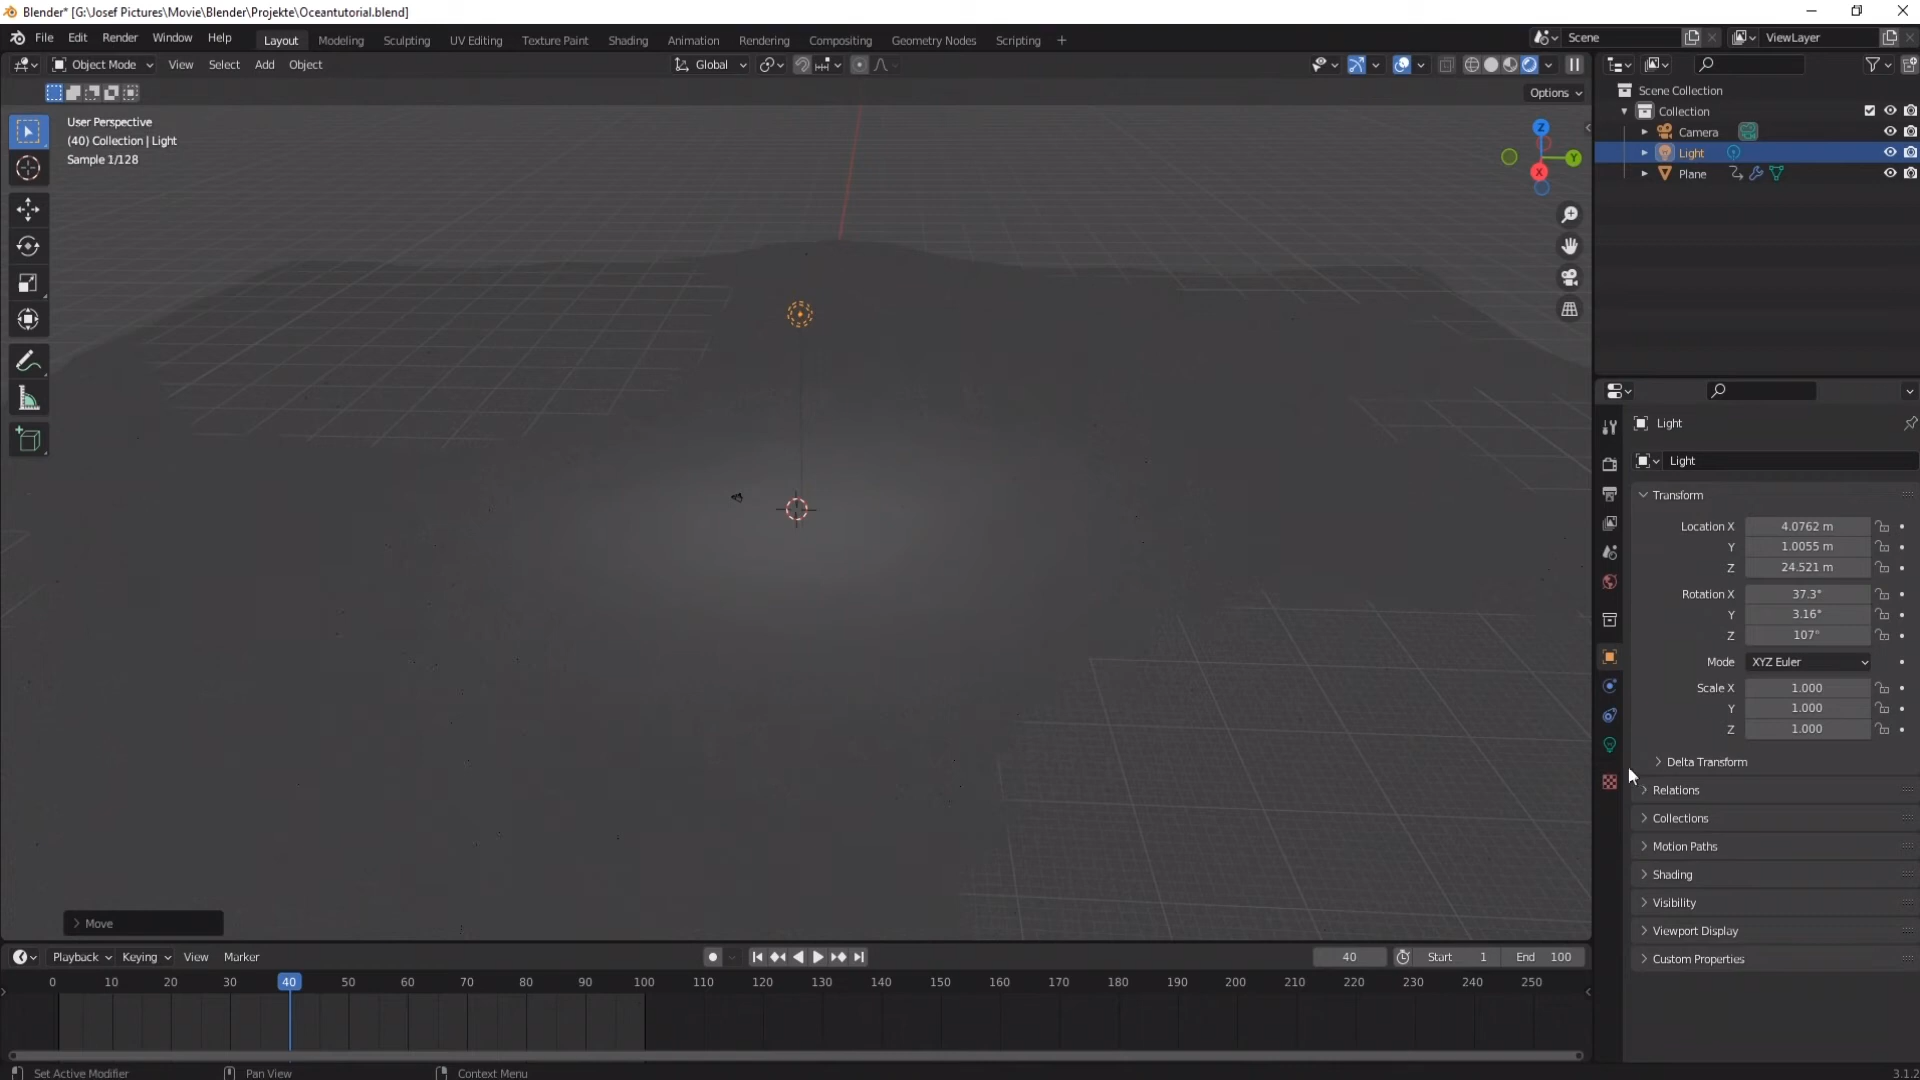 Blender* [G:\Josef Pictures\Movie\Blender\Projekte\Oceantutorial.blend]
File Edit Render Window Help Layout Modeling Sculpting UV Editing Texture Paint Shading Animation Rendering Compositing Geometry Nodes Scripting + Scene ViewLayer
Object Mode View Select Add Object Global
Options
User Perspective
(40) Collection | Light
Sample 1/128
Z
Y
X
Scene Collection
Collection
Camera
Light
Plane
Light
Light
Transform
Location X 4.0762 m
Y 1.0055 m
Z 24.521 m
Rotation X 37.3°
Y 3.16°
Z 107°
Mode XYZ Euler
Scale X 1.000
Y 1.000
Z 1.000
Delta Transform
Relations
Collections
Motion Paths
Shading
Visibility
Viewport Display
Custom Properties
Move
Playback Keying View Marker 40 Start 1 End 100
0 10 20 30 40 50 60 70 80 90 100 110 120 130 140 150 160 170 180 190 200 210 220 230 240 250
Set Active Modifier Pan View Context Menu 3.1.2